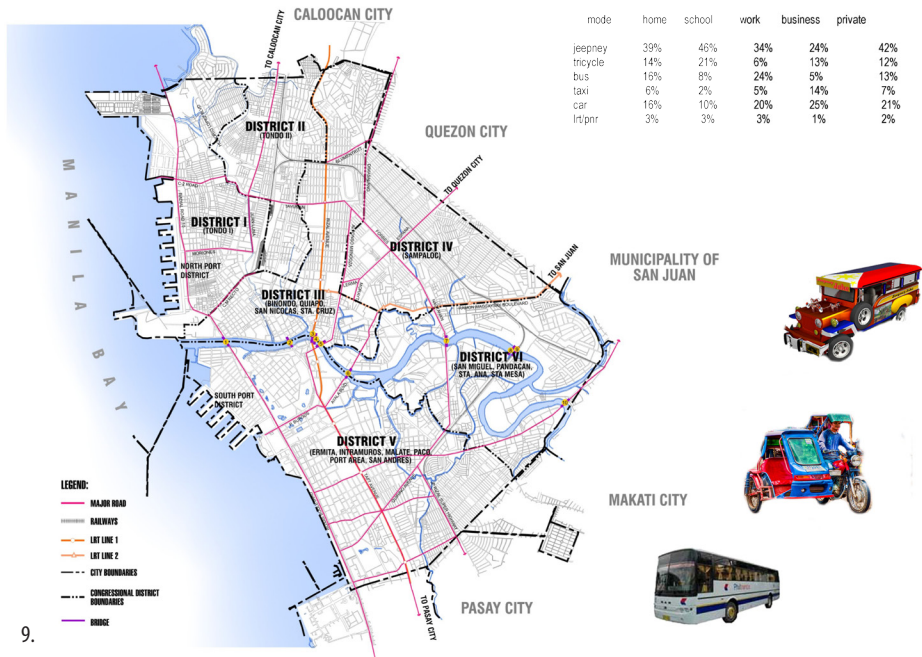 CALOOCAN CITY
TO CALOOCAN CITY
mode home school work business private
jeepney 39% 46% 34% 24% 42%
tricycle 14% 21% 6% 13% 12%
bus 16% 8% 24% 5% 13%
taxi 6% 2% 5% 14% 7%
car 16% 10% 20% 25% 21%
lrt/pnr 3% 3% 3% 1% 2%
DISTRICT II
(TONDO II)
QUEZON CITY
TO QUEZON CITY
MANILA BAY
DISTRICT I
(TONDO I)
MORIONES
NORTH PORT
DISTRICT
DISTRICT IV
(SAMPALOC)
TO SAN JUAN
MUNICIPALITY OF
SAN JUAN
DISTRICT III
(BINONDO, QUIAPO,
SAN NICOLAS, STA. CRUZ)
RAMON MAGSAYSAY BOULEVARD
DISTRICT VI
(SAN MIGUEL, PANDACAN,
STA, ANA, STA MESA)
SOUTH PORT
DISTRICT
DISTRICT V
(ERMITA, INTRAMUROS, MALATE, PACO,
PORT AREA, SAN ANDRES)
MAKATI CITY
LEGEND:
MAJOR ROAD
RAILWAYS
LRT LINE 1
LRT LINE 2
CITY BOUNDARIES
CONGRESSIONAL DISTRICT
BOUNDARIES
BRIDGE
PASAY CITY
TO PASAY CITY
9.